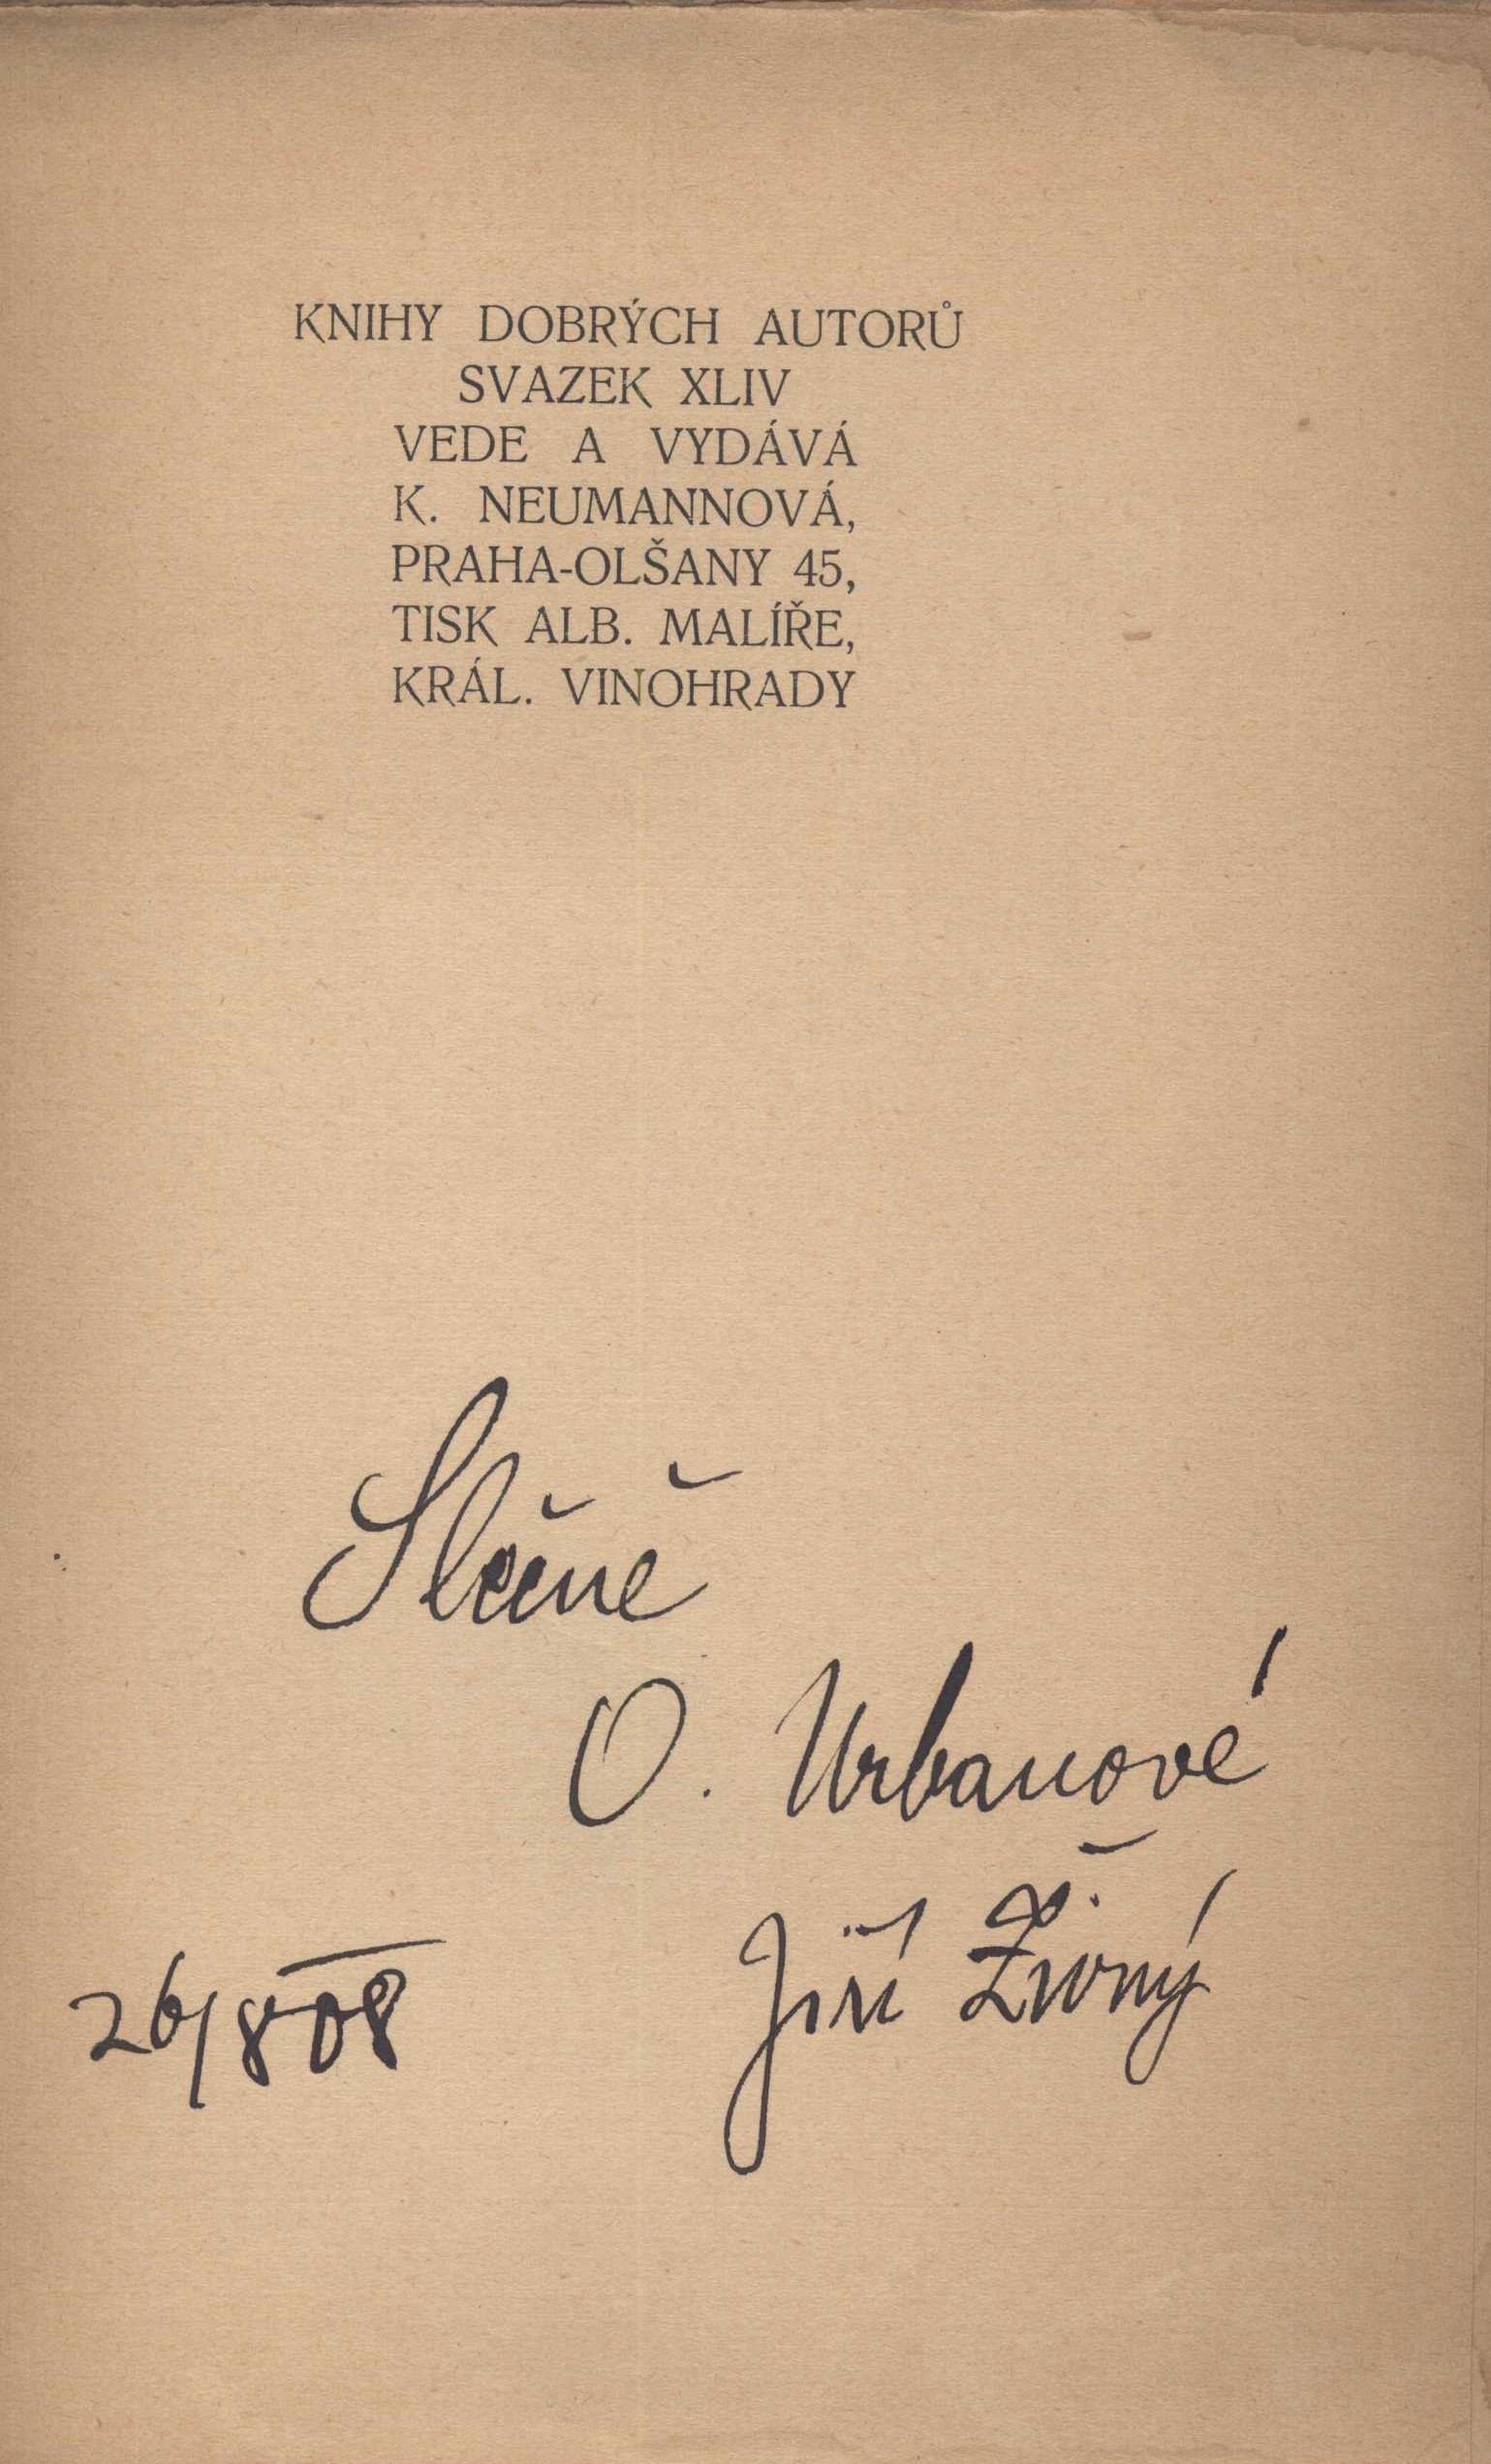 KNIHY DOBRÝCH AUTORŮ
SVAZEK XLIV
VEDE A VYDÁVÁ
K. NEUMANNOVÁ,
PRAHA-OLŠANY 45,
TISK ALB. MALÍŘE,
KRÁL. VINOHRADY
Slečně
O. Urbanové
Jiří Živný
26/8 08